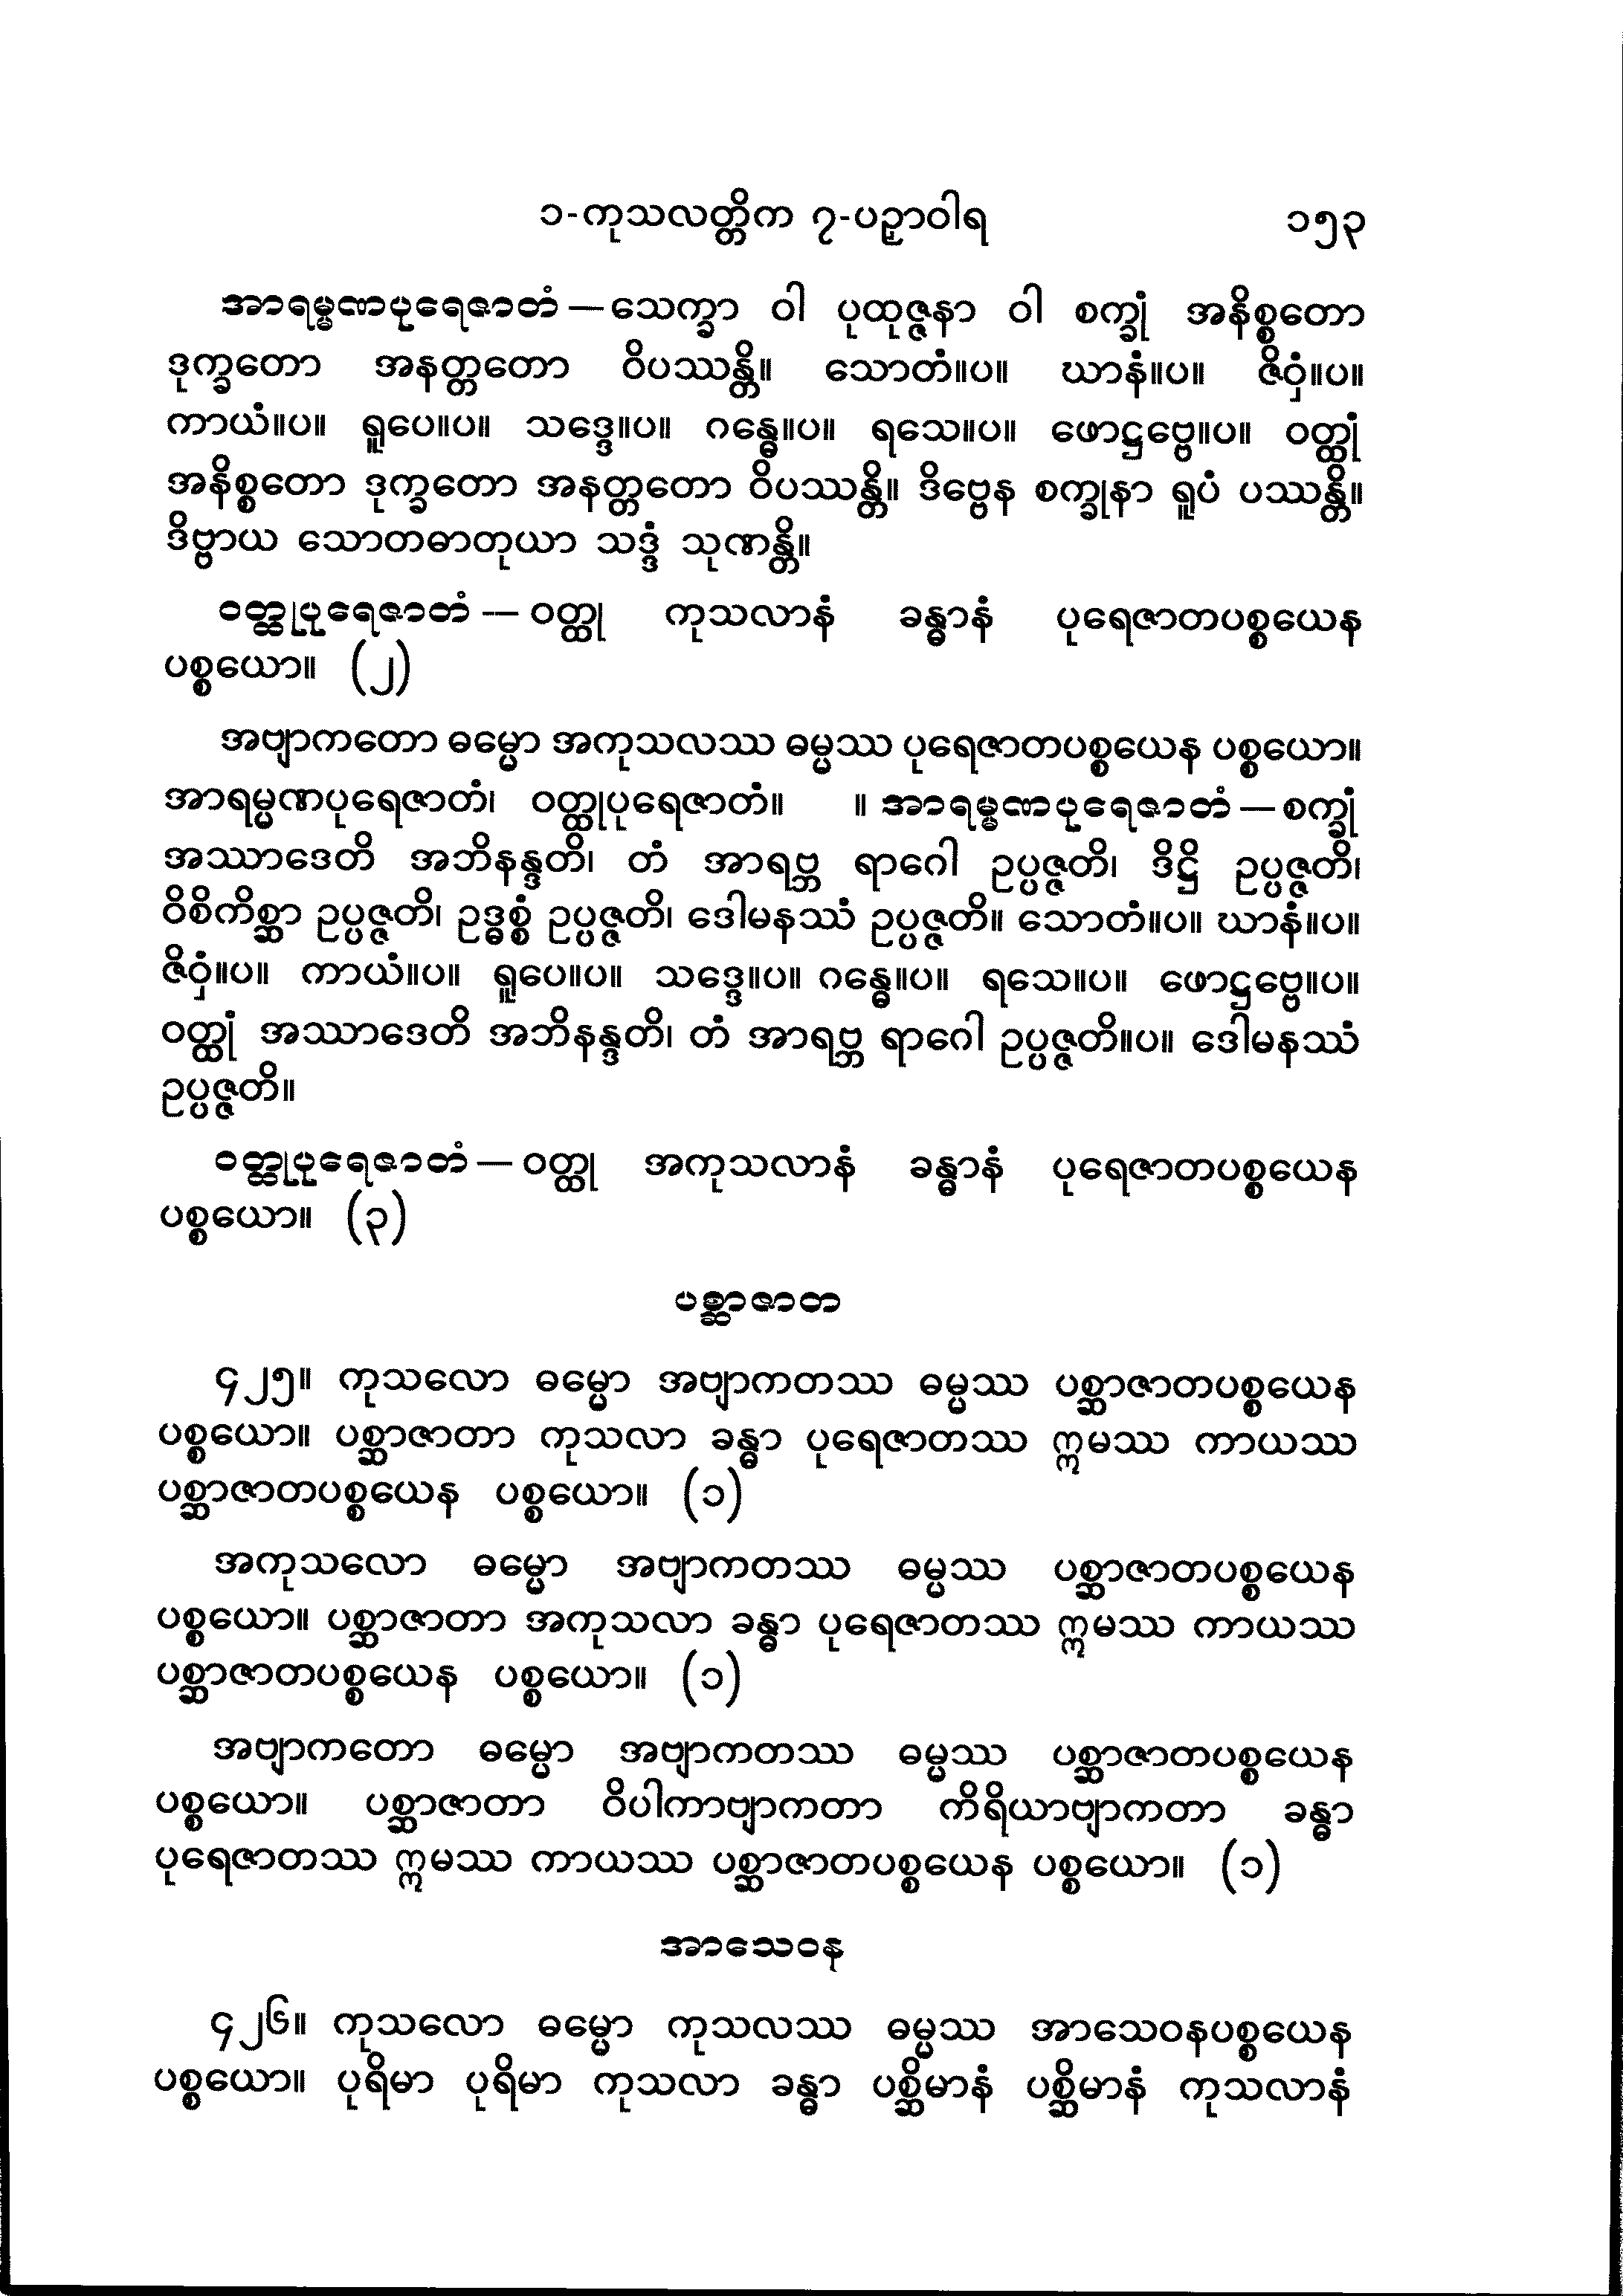 ၁-ကုသလတ္တိက ၇-ပဉှာဝါရ ၁၅၃
အာရမ္မဏပုရေဇာတံ — သေက္ခာ ဝါ ပုထုဇ္ဇနာ ဝါ စက္ခုံ အနိစ္စတော
ဒုက္ခတော အနတ္တတော ဝိပဿန္တိ။ သောတံ။ပ။ ဃာနံ။ပ။ ဇိဝှံ။ပ။
ကာယံ။ပ။ ရူပေ။ပ။ သဒ္ဒေ။ပ။ ဂန္ဓေ။ပ။ ရသေ။ပ။ ဖောဋ္ဌဗ္ဗေ။ပ။ ဝတ္ထုံ
အနိစ္စတော ဒုက္ခတော အနတ္တတော ဝိပဿန္တိ။ ဒိဗ္ဗေန စက္ခုနာ ရူပံ ပဿန္တိ။
ဒိဗ္ဗာယ သောတဓာတုယာ သဒ္ဒံ သုဏန္တိ။
ဝတ္ထုပုရေဇာတံ — ဝတ္ထု ကုသလာနံ ခန္ဓာနံ ပုရေဇာတပစ္စယေန
ပစ္စယော။ (၂)
အဗျာကတော ဓမ္မော အကုသလဿ ဓမ္မဿ ပုရေဇာတပစ္စယေန ပစ္စယော။
အာရမ္မဏပုရေဇာတံ၊ ဝတ္ထုပုရေဇာတံ။ ။ အာရမ္မဏပုရေဇာတံ — စက္ခုံ
အဿာဒေတိ အဘိနန္ဒတိ၊ တံ အာရဗ္ဘ ရာဂေါ ဥပ္ပဇ္ဇတိ၊ ဒိဋ္ဌိ ဥပ္ပဇ္ဇတိ၊
ဝိစိကိစ္ဆာ ဥပ္ပဇ္ဇတိ၊ ဥဒ္ဓစ္စံ ဥပ္ပဇ္ဇတိ၊ ဒေါမနဿံ ဥပ္ပဇ္ဇတိ။ သောတံ။ပ။ ဃာနံ။ပ။
ဇိဝှံ။ပ။ ကာယံ။ပ။ ရူပေ။ပ။ သဒ္ဒေ။ပ။ ဂန္ဓေ။ပ။ ရသေ။ပ။ ဖောဋ္ဌဗ္ဗေ။ပ။
ဝတ္ထုံ အဿာဒေတိ အဘိနန္ဒတိ၊ တံ အာရဗ္ဘ ရာဂေါ ဥပ္ပဇ္ဇတိ။ပ။ ဒေါမနဿံ
ဥပ္ပဇ္ဇတိ။
ဝတ္ထုပုရေဇာတံ — ဝတ္ထု အကုသလာနံ ခန္ဓာနံ ပုရေဇာတပစ္စယေန
ပစ္စယော။ (၃)
ပစ္ဆာဇာတ
၄၂၅။ ကုသလော ဓမ္မော အဗျာကတဿ ဓမ္မဿ ပစ္ဆာဇာတပစ္စယေန
ပစ္စယော။ ပစ္ဆာဇာတာ ကုသလာ ခန္ဓာ ပုရေဇာတဿ ဣမဿ ကာယဿ
ပစ္ဆာဇာတပစ္စယေန ပစ္စယော။ (၁)
အကုသလော ဓမ္မော အဗျာကတဿ ဓမ္မဿ ပစ္ဆာဇာတပစ္စယေန
ပစ္စယော။ ပစ္ဆာဇာတာ အကုသလာ ခန္ဓာ ပုရေဇာတဿ ဣမဿ ကာယဿ
ပစ္ဆာဇာတပစ္စယေန ပစ္စယော။ (၁)
အဗျာကတော ဓမ္မော အဗျာကတဿ ဓမ္မဿ ပစ္ဆာဇာတပစ္စယေန
ပစ္စယော။ ပစ္ဆာဇာတာ ဝိပါကာဗျာကတာ ကိရိယာဗျာကတာ ခန္ဓာ
ပုရေဇာတဿ ဣမဿ ကာယဿ ပစ္ဆာဇာတပစ္စယေန ပစ္စယော။ (၁)
အာသေဝန
၄၂၆။ ကုသလော ဓမ္မော ကုသလဿ ဓမ္မဿ အာသေဝနပစ္စယေန
ပစ္စယော။ ပုရိမာ ပုရိမာ ကုသလာ ခန္ဓာ ပစ္ဆိမာနံ ပစ္ဆိမာနံ ကုသလာနံ